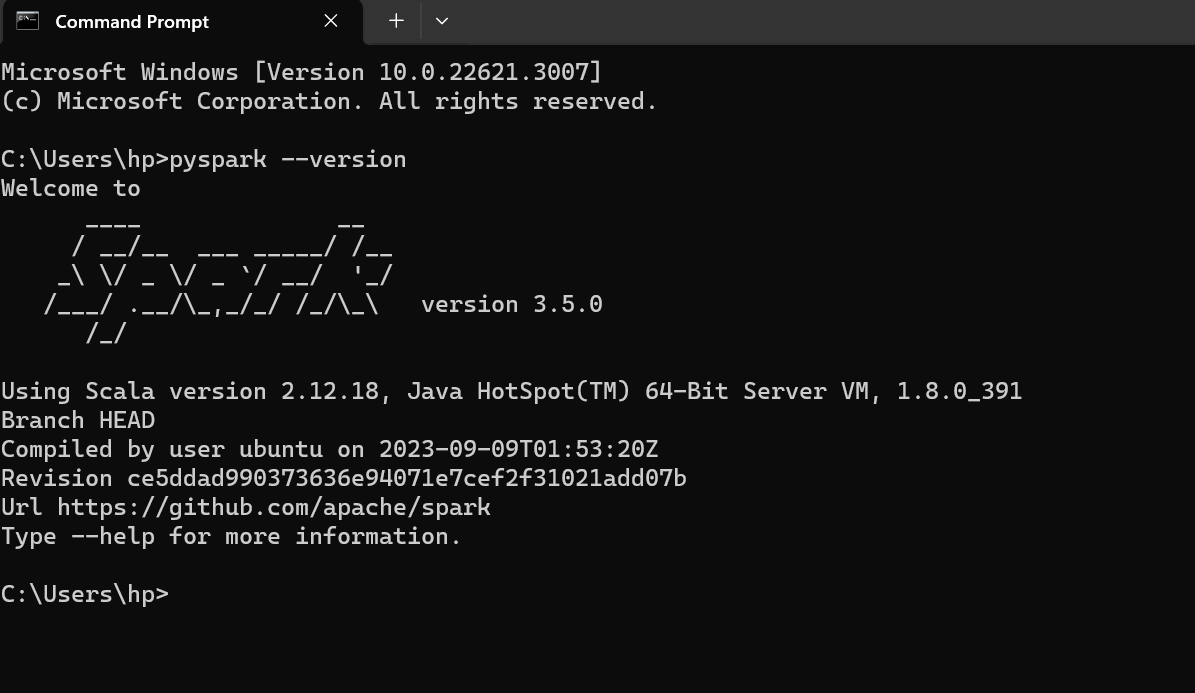 Command Prompt
Microsoft Windows [Version 10.0.22621.3007]
(c) Microsoft Corporation. All rights reserved.
C:\Users\hp>pyspark --version
Welcome to
      ____              __
     / __/__  ___ _____/ /__
    _\ \/ _ \/ _ `/ __/  '_/
   /___/ .__/\_,_/_/ /_/\_\   version 3.5.0
      /_/
Using Scala version 2.12.18, Java HotSpot(TM) 64-Bit Server VM, 1.8.0_391
Branch HEAD
Compiled by user ubuntu on 2023-09-09T01:53:20Z
Revision ce5ddad990373636e94071e7cef2f31021add07b
Url https://github.com/apache/spark
Type --help for more information.
C:\Users\hp>